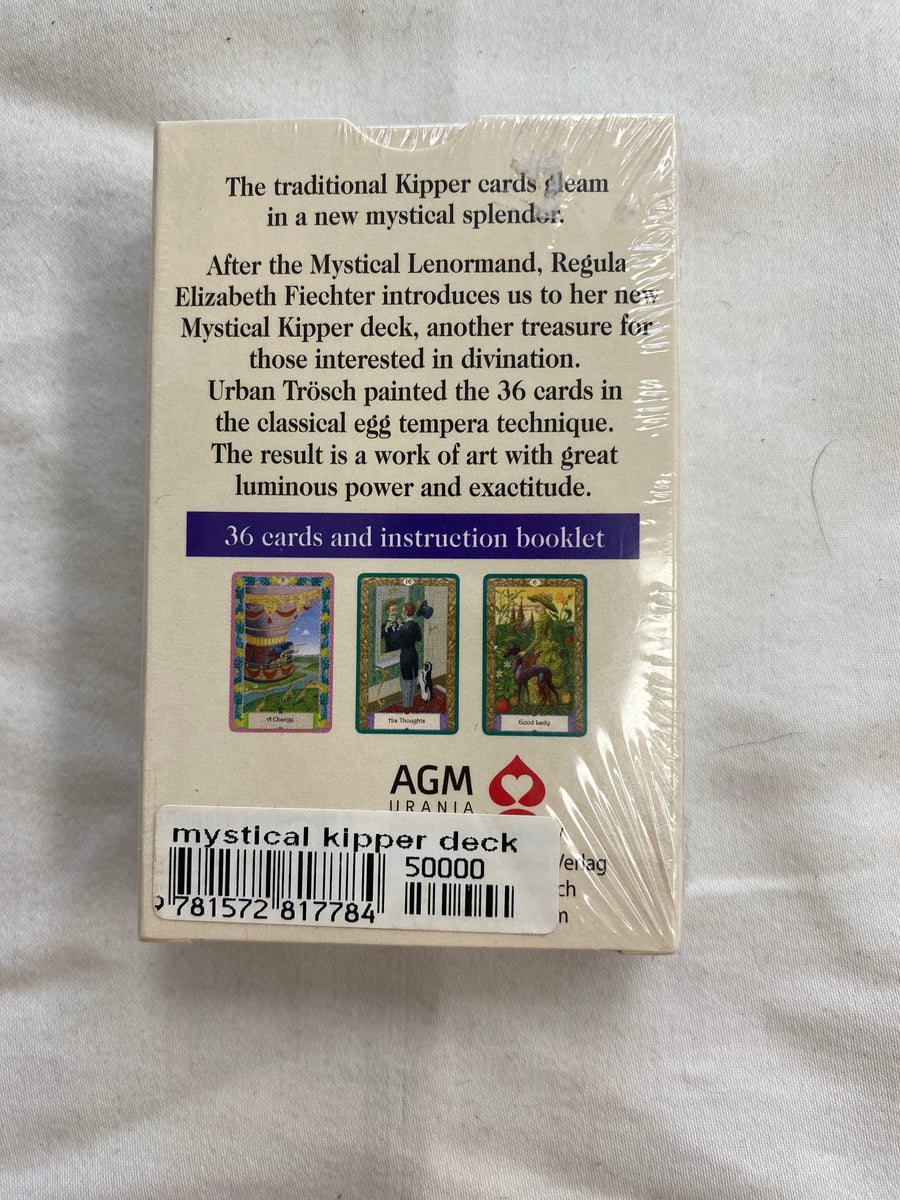 The traditional Kipper cards gleam
in a new mystical splendor.
After the Mystical Lenormand, Regula
Elizabeth Fiechter introduces us to her new
Mystical Kipper deck, another treasure for
those interested in divination.
Urban Trösch painted the 36 cards in
the classical egg tempera technique.
The result is a work of art with great
luminous power and exactitude.
36 cards and instruction booklet
9
16
6
A Change
His Thoughts
Good Lady
AGM
URANIA
mystical kipper deck
50000
9 781572 817784
Verlag